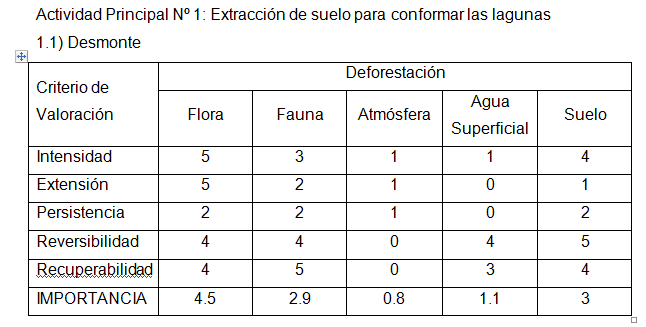 Actividad Principal Nº 1: Extracción de suelo para conformar las lagunas
1.1) Desmonte
Criterio de Valoración Deforestación
Flora Fauna Atmósfera Agua Superficial Suelo
Intensidad 5 3 1 1 4
Extensión 5 2 1 0 1
Persistencia 2 2 1 0 2
Reversibilidad 4 4 0 4 5
Recuperabilidad 4 5 0 3 4
IMPORTANCIA 4.5 2.9 0.8 1.1 3